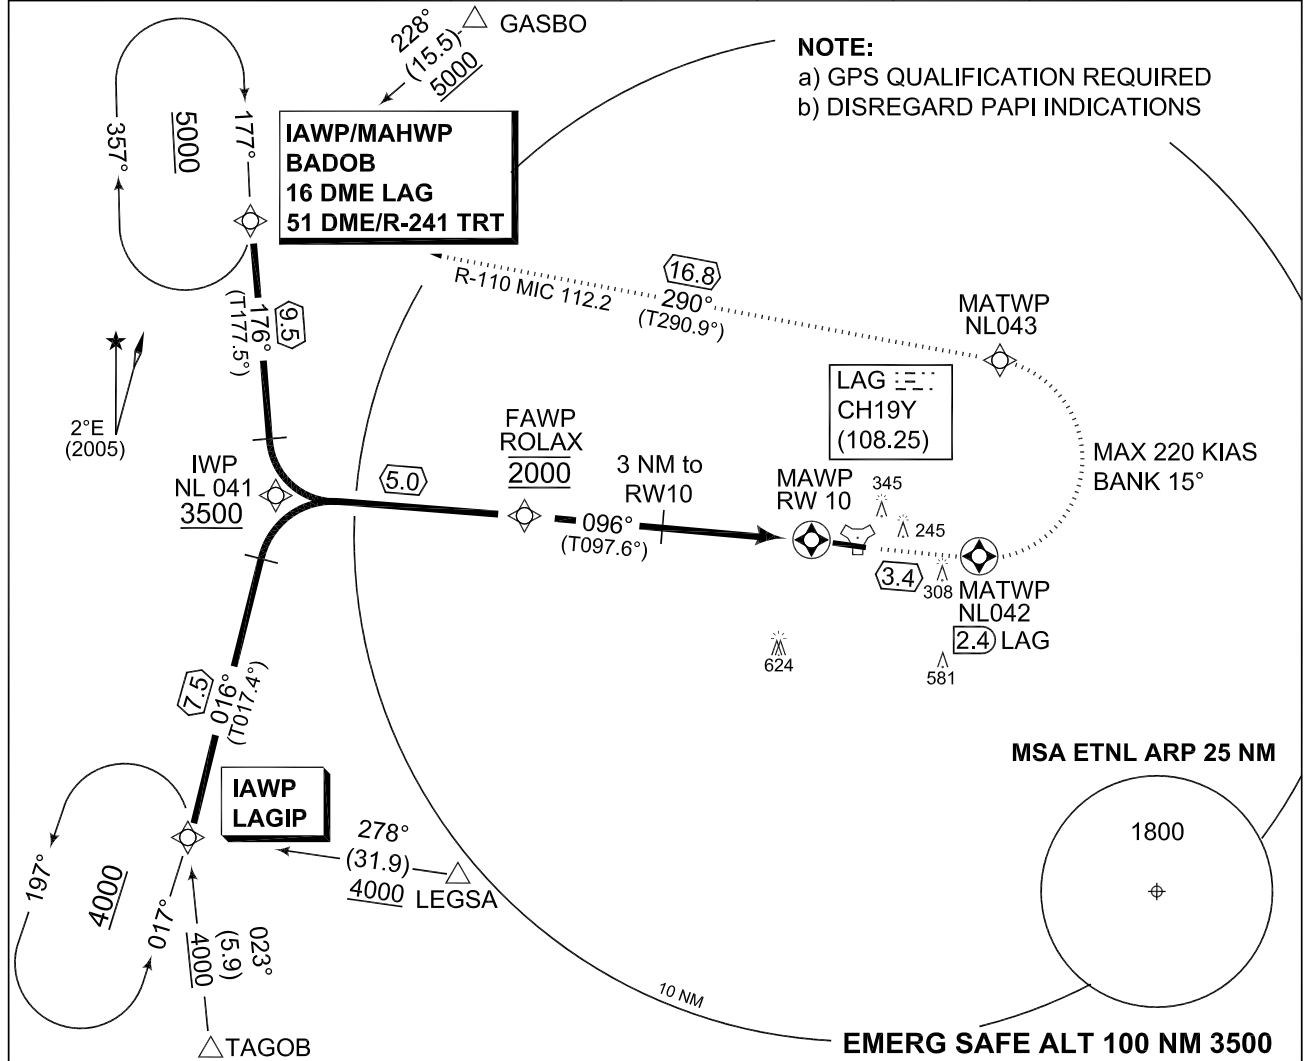 228°
(15.5)
5000
GASBO
NOTE:
a) GPS QUALIFICATION REQUIRED
b) DISREGARD PAPI INDICATIONS
357°
5000
177°
IAWP/MAHWP
BADOB
16 DME LAG
51 DME/R-241 TRT
R-110 MIC 112.2
16.8
290°
(T290.9°)
MATWP
NL043
176°
(T177.5°)
9.5
2°E
(2005)
LAG
CH19Y
(108.25)
MAX 220 KIAS
BANK 15°
IWP
NL 041
3500
5.0
FAWP
ROLAX
2000
3 NM to
RW10
096°
(T097.6°)
MAWP
RW 10
345
245
308
3.4
MATWP
NL042
2.4 LAG
624
581
7.5
016°
(T017.4°)
IAWP
LAGIP
197°
4000
017°
278°
(31.9)
4000
LEGSA
023°
(5.9)
4000
TAGOB
10 NM
MSA ETNL ARP 25 NM
1800
EMERG SAFE ALT 100 NM 3500